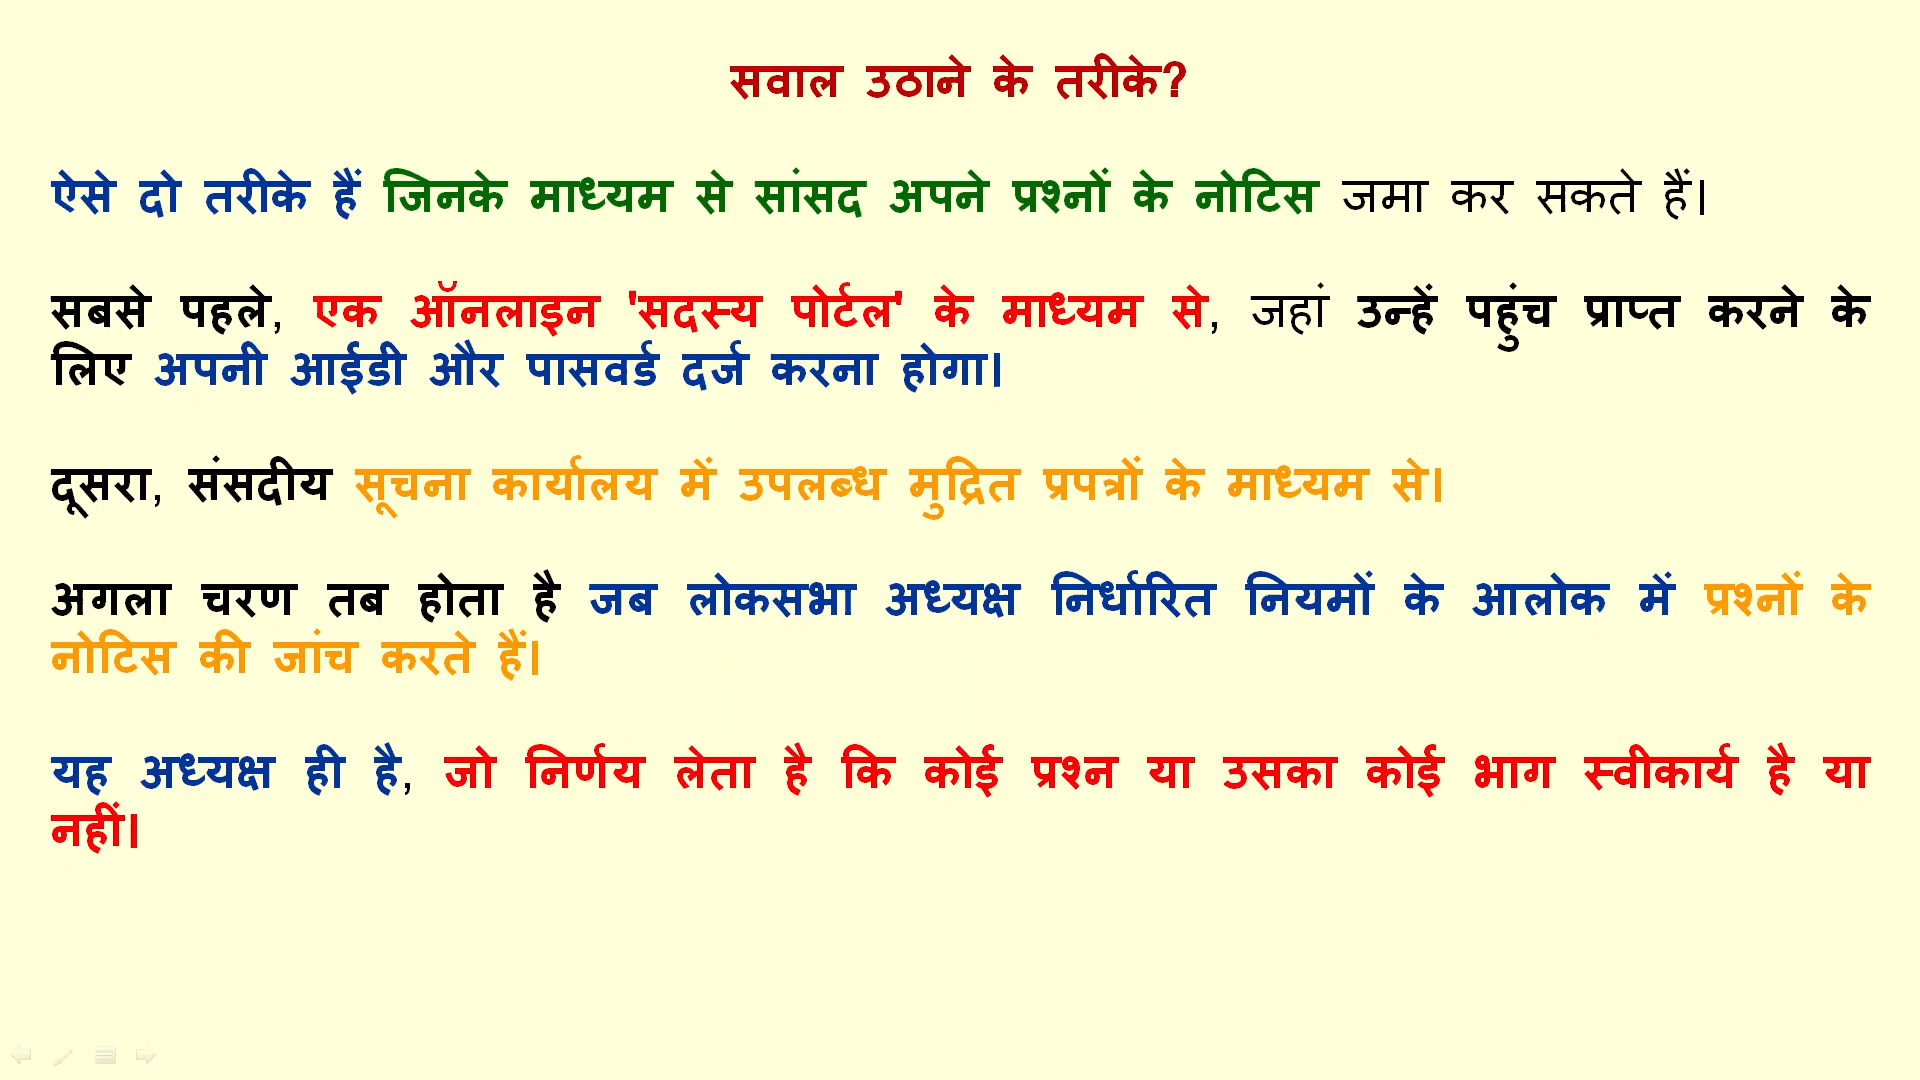 सवाल उठाने के तरीके?
ऐसे दो तरीके हैं जिनके माध्यम से सांसद अपने प्रश्नों के नोटिस जमा कर सकते हैं।
सबसे पहले, एक ऑनलाइन 'सदस्य पोर्टल' के माध्यम से, जहां उन्हें पहुंच प्राप्त करने के
लिए अपनी आईडी और पासवर्ड दर्ज करना होगा।
दूसरा, संसदीय सूचना कार्यालय में उपलब्ध मुद्रित प्रपत्रों के माध्यम से।
अगला चरण तब होता है जब लोकसभा अध्यक्ष निर्धारित नियमों के आलोक में प्रश्नों के
नोटिस की जांच करते हैं।
यह अध्यक्ष ही है, जो निर्णय लेता है कि कोई प्रश्न या उसका कोई भाग स्वीकार्य है या
नहीं।